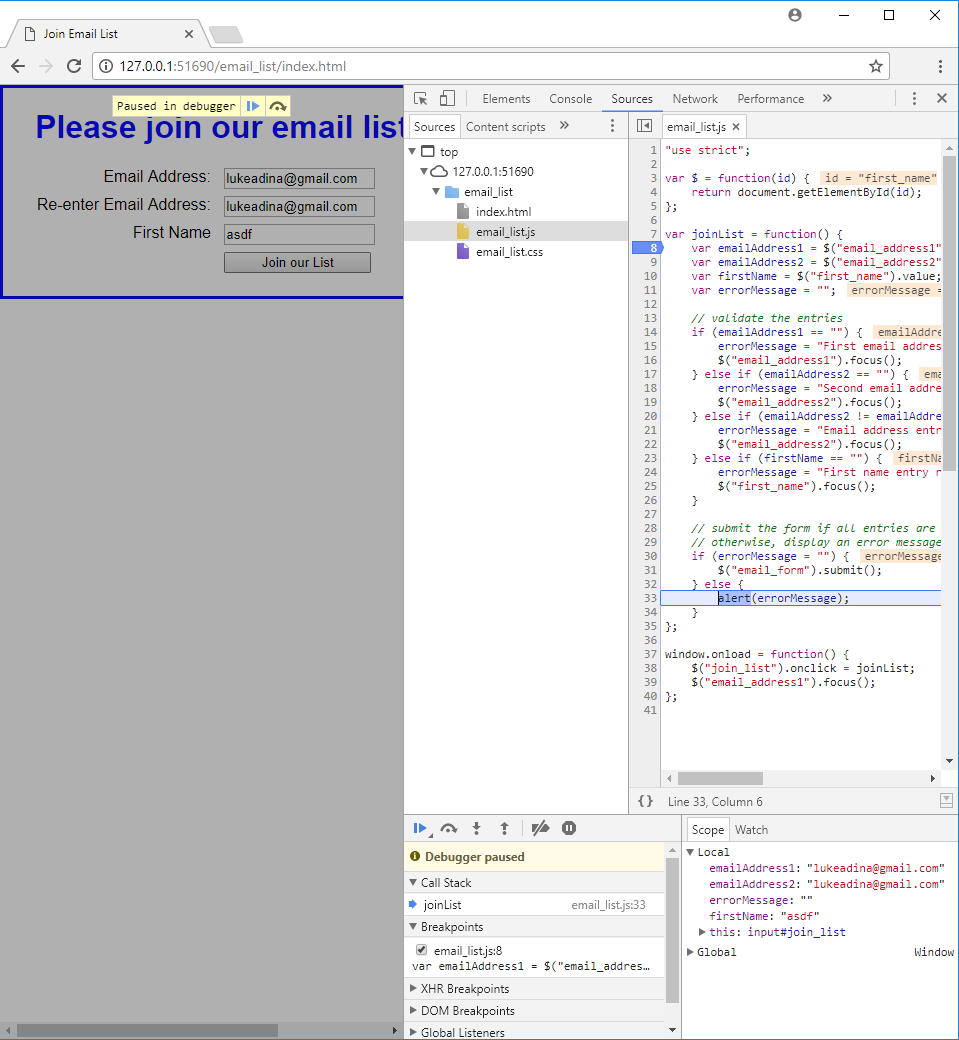 Join Email List
127.0.0.1:51690/email_list/index.html
Paused in debugger
Please join our email list
Email Address: lukeadina@gmail.com
Re-enter Email Address: lukeadina@gmail.com
First Name asdf
Join our List
Elements Console Sources Network Performance »
Sources Content scripts »
top
127.0.0.1:51690
email_list
index.html
email_list.js
email_list.css
email_list.js ×
1 "use strict";
2
3 var $ = function(id) { id = "first_name"
4 return document.getElementById(id);
5 };
6
7 var joinList = function() {
8 var emailAddress1 = $("email_address1"
9 var emailAddress2 = $("email_address2"
10 var firstName = $("first_name").value;
11 var errorMessage = ""; errorMessage =
12
13 // validate the entries
14 if (emailAddress1 == "") { emailAddre
15 errorMessage = "First email addres
16 $("email_address1").focus();
17 } else if (emailAddress2 == "") { ema
18 errorMessage = "Second email addre
19 $("email_address2").focus();
20 } else if (emailAddress2 != emailAddre
21 errorMessage = "Email address entr
22 $("email_address2").focus();
23 } else if (firstName == "") { firstNa
24 errorMessage = "First name entry r
25 $("first_name").focus();
26 }
27
28 // submit the form if all entries are
29 // otherwise, display an error message
30 if (errorMessage = "") { errorMessage
31 $("email_form").submit();
32 } else {
33 alert(errorMessage);
34 }
35 };
36
37 window.onload = function() {
38 $("join_list").onclick = joinList;
39 $("email_address1").focus();
40 };
41
{} Line 33, Column 6
Debugger paused
Call Stack
joinList email_list.js:33
Breakpoints
email_list.js:8
var emailAddress1 = $("email_addres…
XHR Breakpoints
DOM Breakpoints
Global Listeners
Scope Watch
Local
emailAddress1: "lukeadina@gmail.com"
emailAddress2: "lukeadina@gmail.com"
errorMessage: ""
firstName: "asdf"
this: input#join_list
Global Window